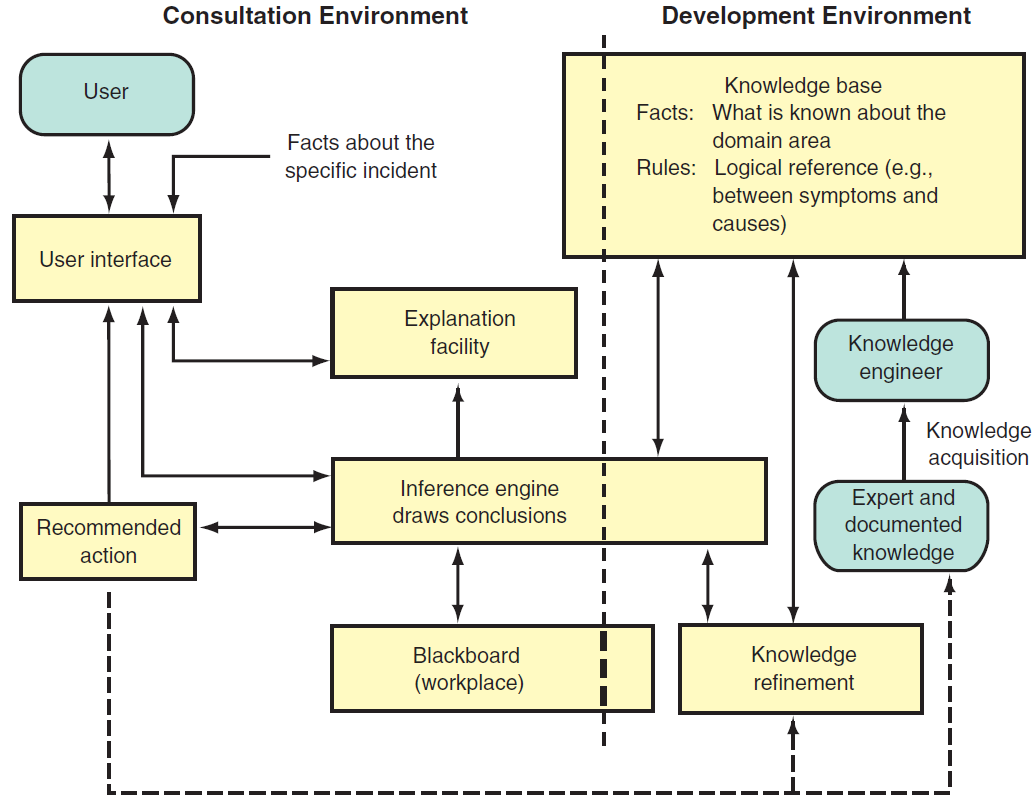 Consultation Environment
Development Environment
User
Facts about the
specific incident
User interface
Explanation
facility
Inference engine
draws conclusions
Recommended
action
Blackboard
(workplace)
Knowledge base
Facts: What is known about the
domain area
Rules: Logical reference (e.g.,
between symptoms and
causes)
Knowledge
engineer
Knowledge
acquisition
Expert and
documented
knowledge
Knowledge
refinement